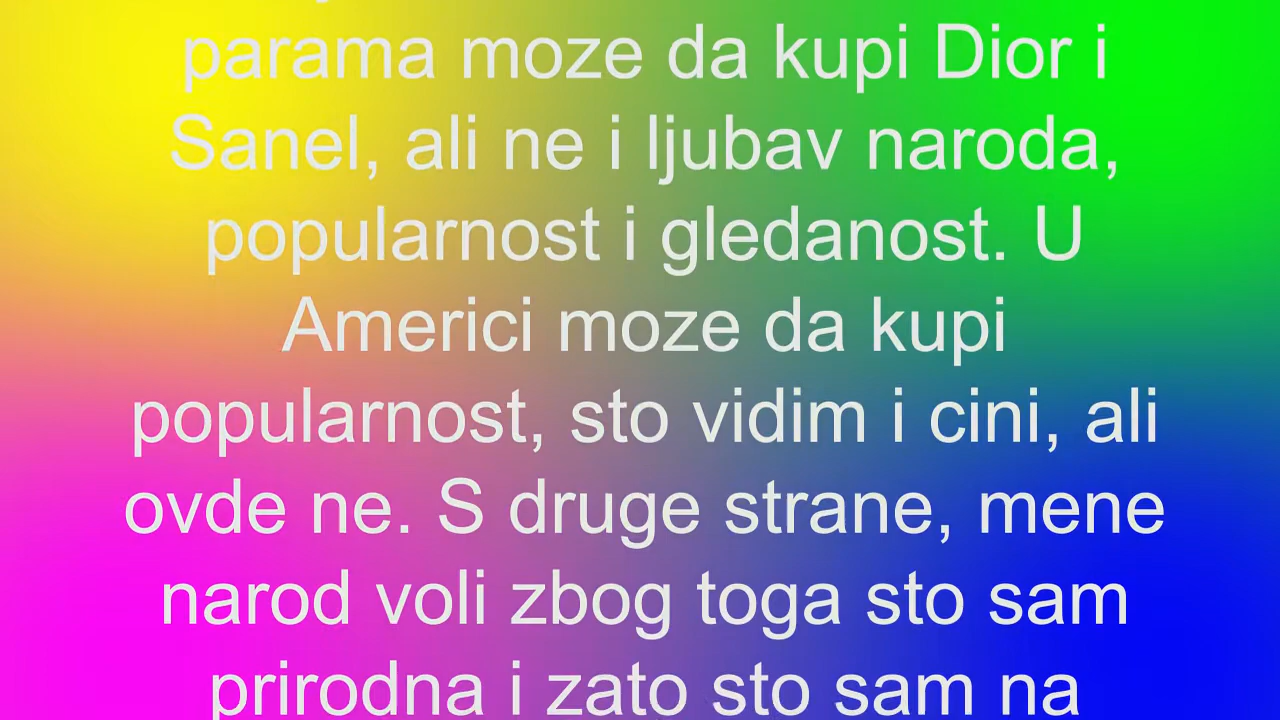 parama moze da kupi Dior i
Sanel, ali ne i ljubav naroda,
popularnost i gledanost. U
Americi moze da kupi
popularnost, sto vidim i cini, ali
ovde ne. S druge strane, mene
narod voli zbog toga sto sam
prirodna i zato sto sam na